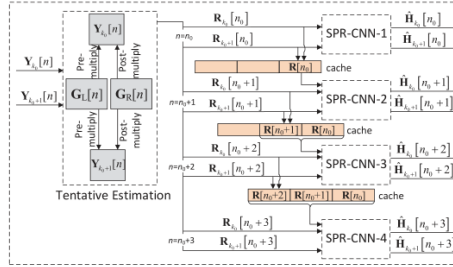 Y_{k_0}[n]
Pre-multiply
Post-multiply
Y_{k_0}[n]
Y_{k_0+1}[n]
G_L[n]
G_R[n]
Pre-multiply
Post-multiply
Y_{k_0+1}[n]
Tentative Estimation
n=n_0
R_{k_0}[n_0]
R_{k_0+1}[n_0]
SPR-CNN-1
Ĥ_{k_0}[n_0]
Ĥ_{k_0+1}[n_0]
R[n_0]
cache
n=n_0+1
R_{k_0}[n_0+1]
R_{k_0+1}[n_0+1]
SPR-CNN-2
Ĥ_{k_0}[n_0+1]
Ĥ_{k_0+1}[n_0+1]
R[n_0+1] R[n_0]
cache
n=n_0+2
R_{k_0}[n_0+2]
R_{k_0+1}[n_0+2]
SPR-CNN-3
Ĥ_{k_0}[n_0+2]
Ĥ_{k_0+1}[n_0+2]
R[n_0+2] R[n_0+1] R[n_0]
cache
n=n_0+3
R_{k_0}[n_0+3]
R_{k_0+1}[n_0+3]
SPR-CNN-4
Ĥ_{k_0}[n_0+3]
Ĥ_{k_0+1}[n_0+3]